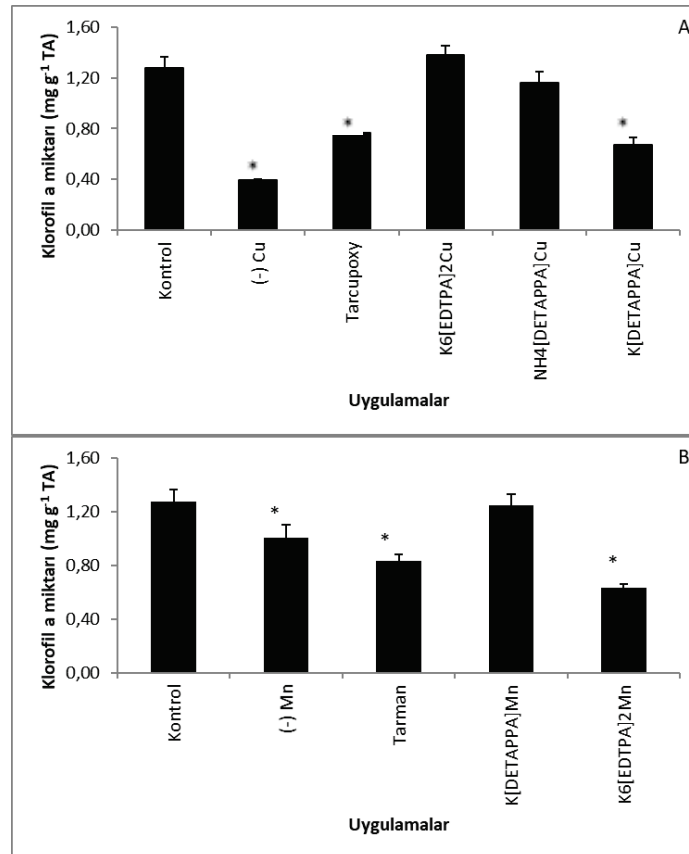 A
Klorofil a miktarı (mg g⁻¹ TA)
1,60
1,20
0,80
0,40
0,00
*
*
*
Kontrol
(-) Cu
Tarcupoxy
K6[EDTPA]2Cu
NH4[DETAPPA]Cu
K[DETAPPA]Cu
Uygulamalar
B
Klorofil a miktarı (mg g⁻¹ TA)
1,60
1,20
0,80
0,40
0,00
*
*
*
Kontrol
(-) Mn
Tarman
K[DETAPPA]Mn
K6[EDTPA]2Mn
Uygulamalar